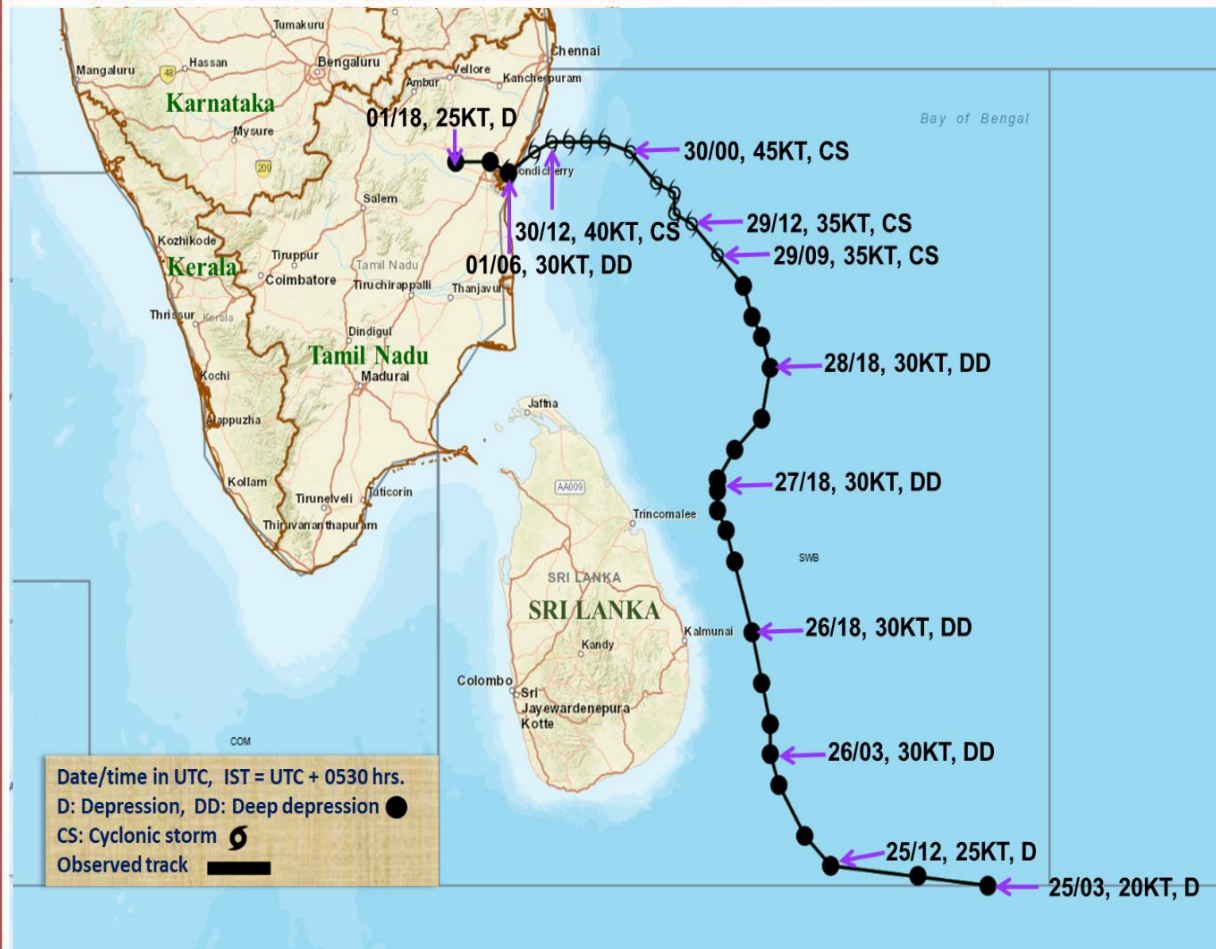 Tumakuru
Chennai
Hassan
Bengaluru
Vellore
Mangaluru
48
Ambur
Kancheepuram
Karnataka
01/18, 25KT, D
Bay of Bengal
Mysure
30/00, 45KT, CS
209
ondicherry
Salem
30/12, 40KT, CS
29/12, 35KT, CS
Kozhikode
Tiruppur
Kerala
Tamil Nadu
01/06, 30KT, DD
29/09, 35KT, CS
Coimbatore
Tiruchirappalli
Thanjavur
Thrissur
Kerala
Dindigul
Tamil Nadu
28/18, 30KT, DD
Kochi
Madurai
Jaffna
Alappuzha
Kollam
Tirunelveli
Tuticorin
AA009
27/18, 30KT, DD
Thiruvananthapuram
Trincomalee
SWB
SRI LANKA
SRI LANKA
26/18, 30KT, DD
Kalmunai
Kandy
Colombo
Sri
Jayewardenepura
Kotte
COM
26/03, 30KT, DD
Date/time in UTC, IST = UTC + 0530 hrs.
D: Depression, DD: Deep depression
CS: Cyclonic storm
Observed track
25/12, 25KT, D
25/03, 20KT, D